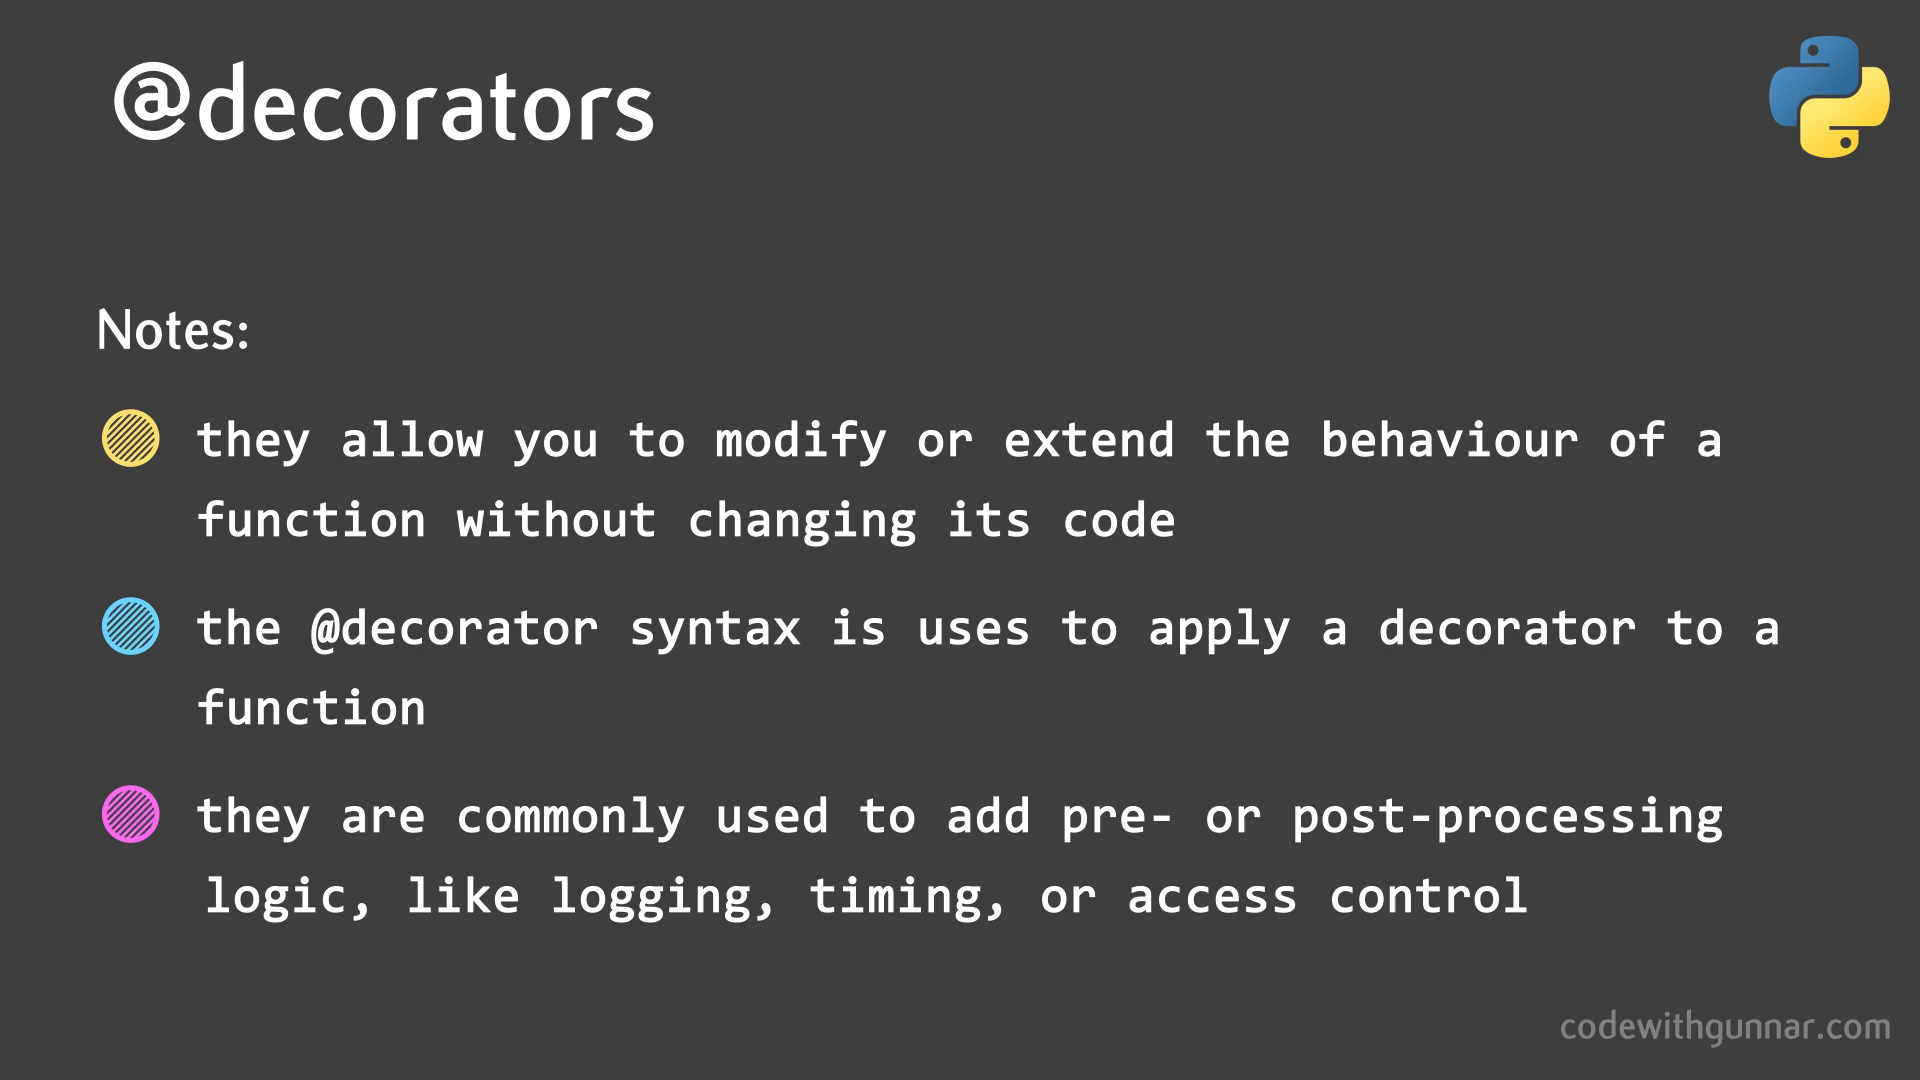 @decorators
Notes:
they allow you to modify or extend the behaviour of a
function without changing its code
the @decorator syntax is uses to apply a decorator to a
function
they are commonly used to add pre- or post-processing
logic, like logging, timing, or access control
codewithgunnar.com